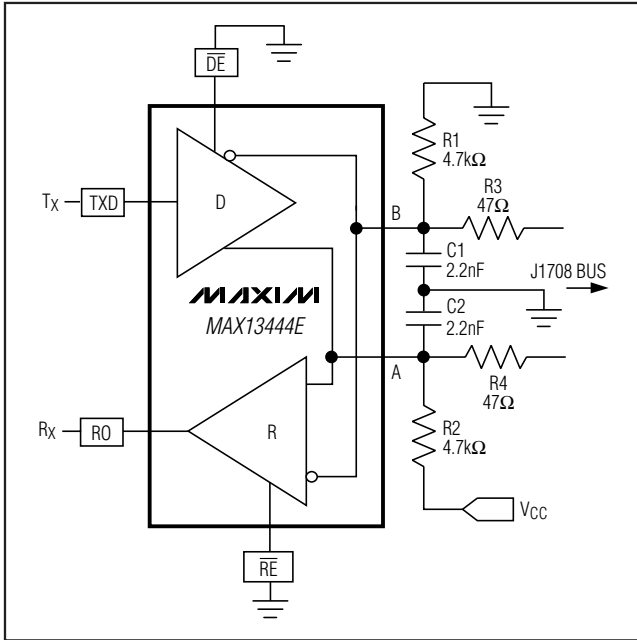 DE
R1
4.7kΩ
TX
TXD
D
B
R3
47Ω
C1
2.2nF
J1708 BUS
MAXIM
MAX13444E
C2
2.2nF
A
R4
47Ω
RX
RO
R
R2
4.7kΩ
VCC
RE